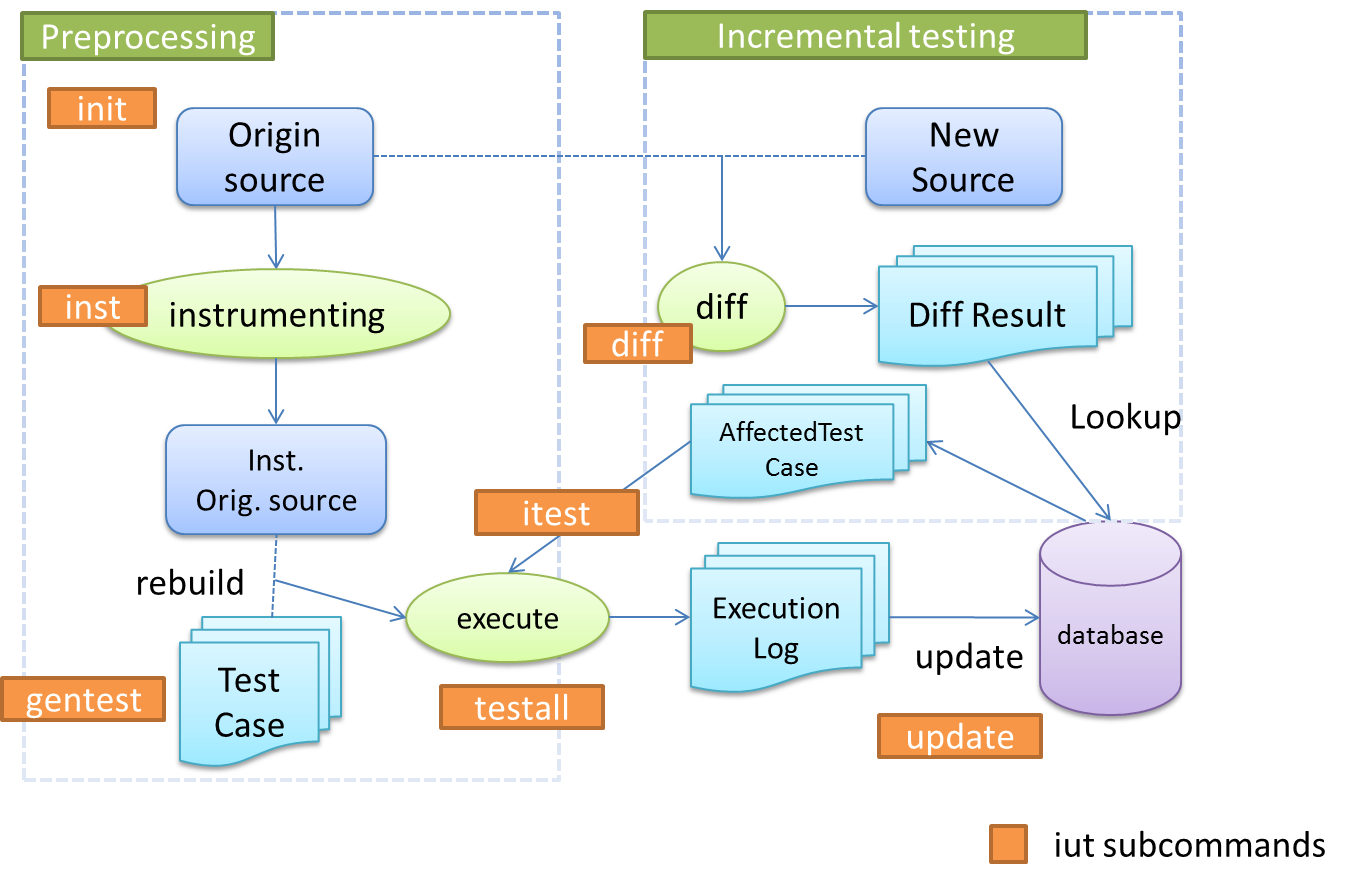 Preprocessing
Incremental testing
init
Origin
source
New
Source
inst
instrumenting
diff
diff
Diff Result
Lookup
AffectedTest
Case
Inst.
Orig. source
itest
rebuild
execute
Execution
Log
update
database
Test
Case
gentest
testall
update
iut subcommands